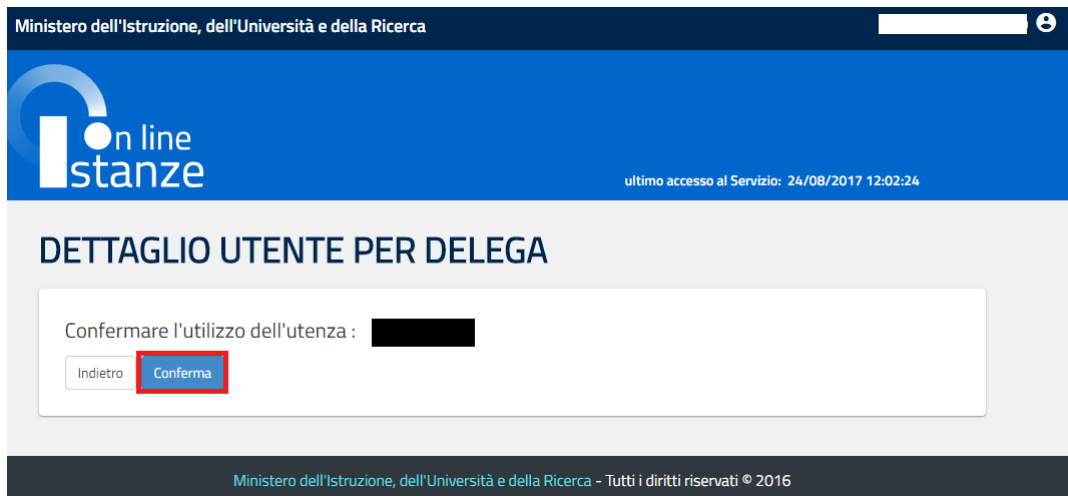 Ministero dell'Istruzione, dell'Università e della Ricerca
On line
Istanze
ultimo accesso al Servizio: 24/08/2017 12:02:24
DETTAGLIO UTENTE PER DELEGA
Confermare l'utilizzo dell'utenza :
Indietro Conferma
Ministero dell'Istruzione, dell'Università e della Ricerca - Tutti i diritti riservati © 2016